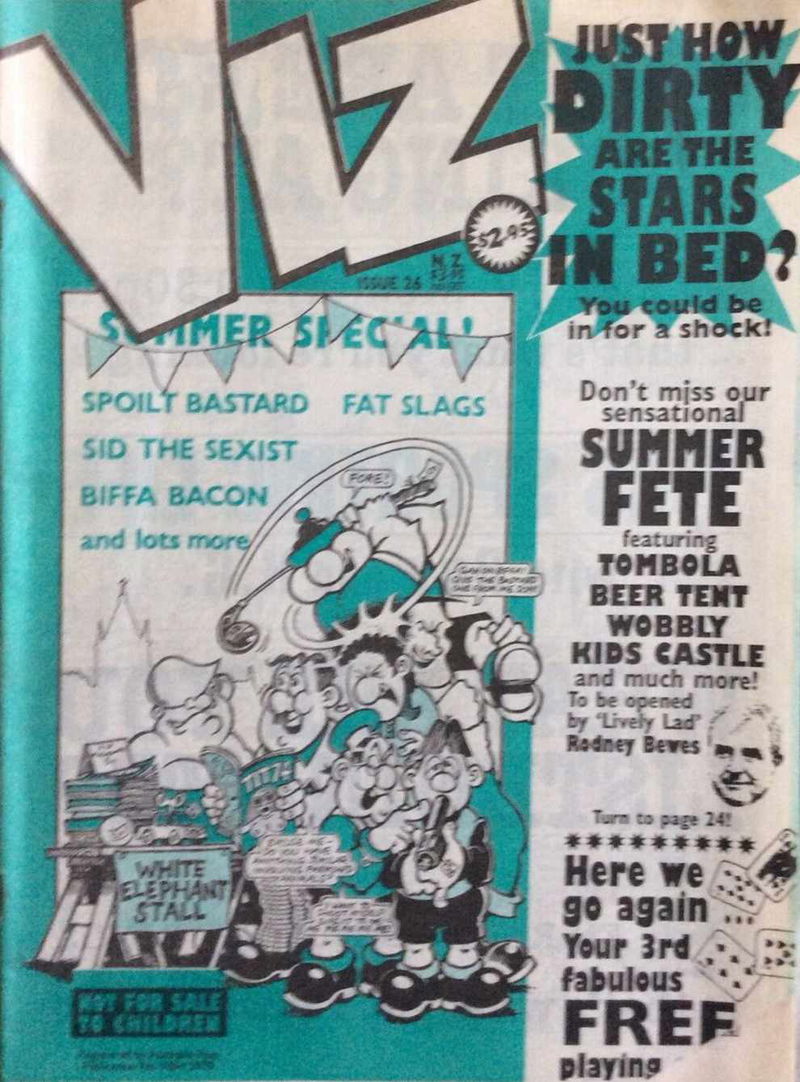 VIZ
$2.95
N.Z.
ISSUE 26
SUMMER SPECIAL!
SPOILT BASTARD FAT SLAGS
SID THE SEXIST
BIFFA BACON
and lots more
FORE!
WHITE
ELEPHANT
STALL
NOT FOR SALE
TO CHILDREN
JUST HOW
DIRTY
ARE THE
STARS
IN BED?
You could be
in for a shock!
Don't miss our
sensational
SUMMER
FETE
featuring
TOMBOLA
BEER TENT
WOBBLY
KIDS CASTLE
and much more!
To be opened
by 'Lively Lad'
Rodney Bewes
Turn to page 24!
**********
Here we
go again ...
Your 3rd
fabulous
FREE
playing